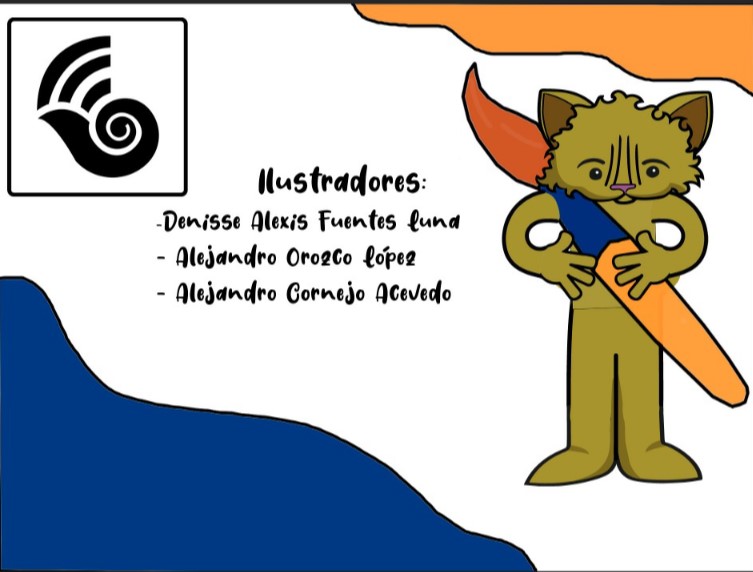 Ilustradores:
-Denisse Alexis Fuentes Luna
- Alejandro Orozco López
- Alejandro Cornejo Acevedo